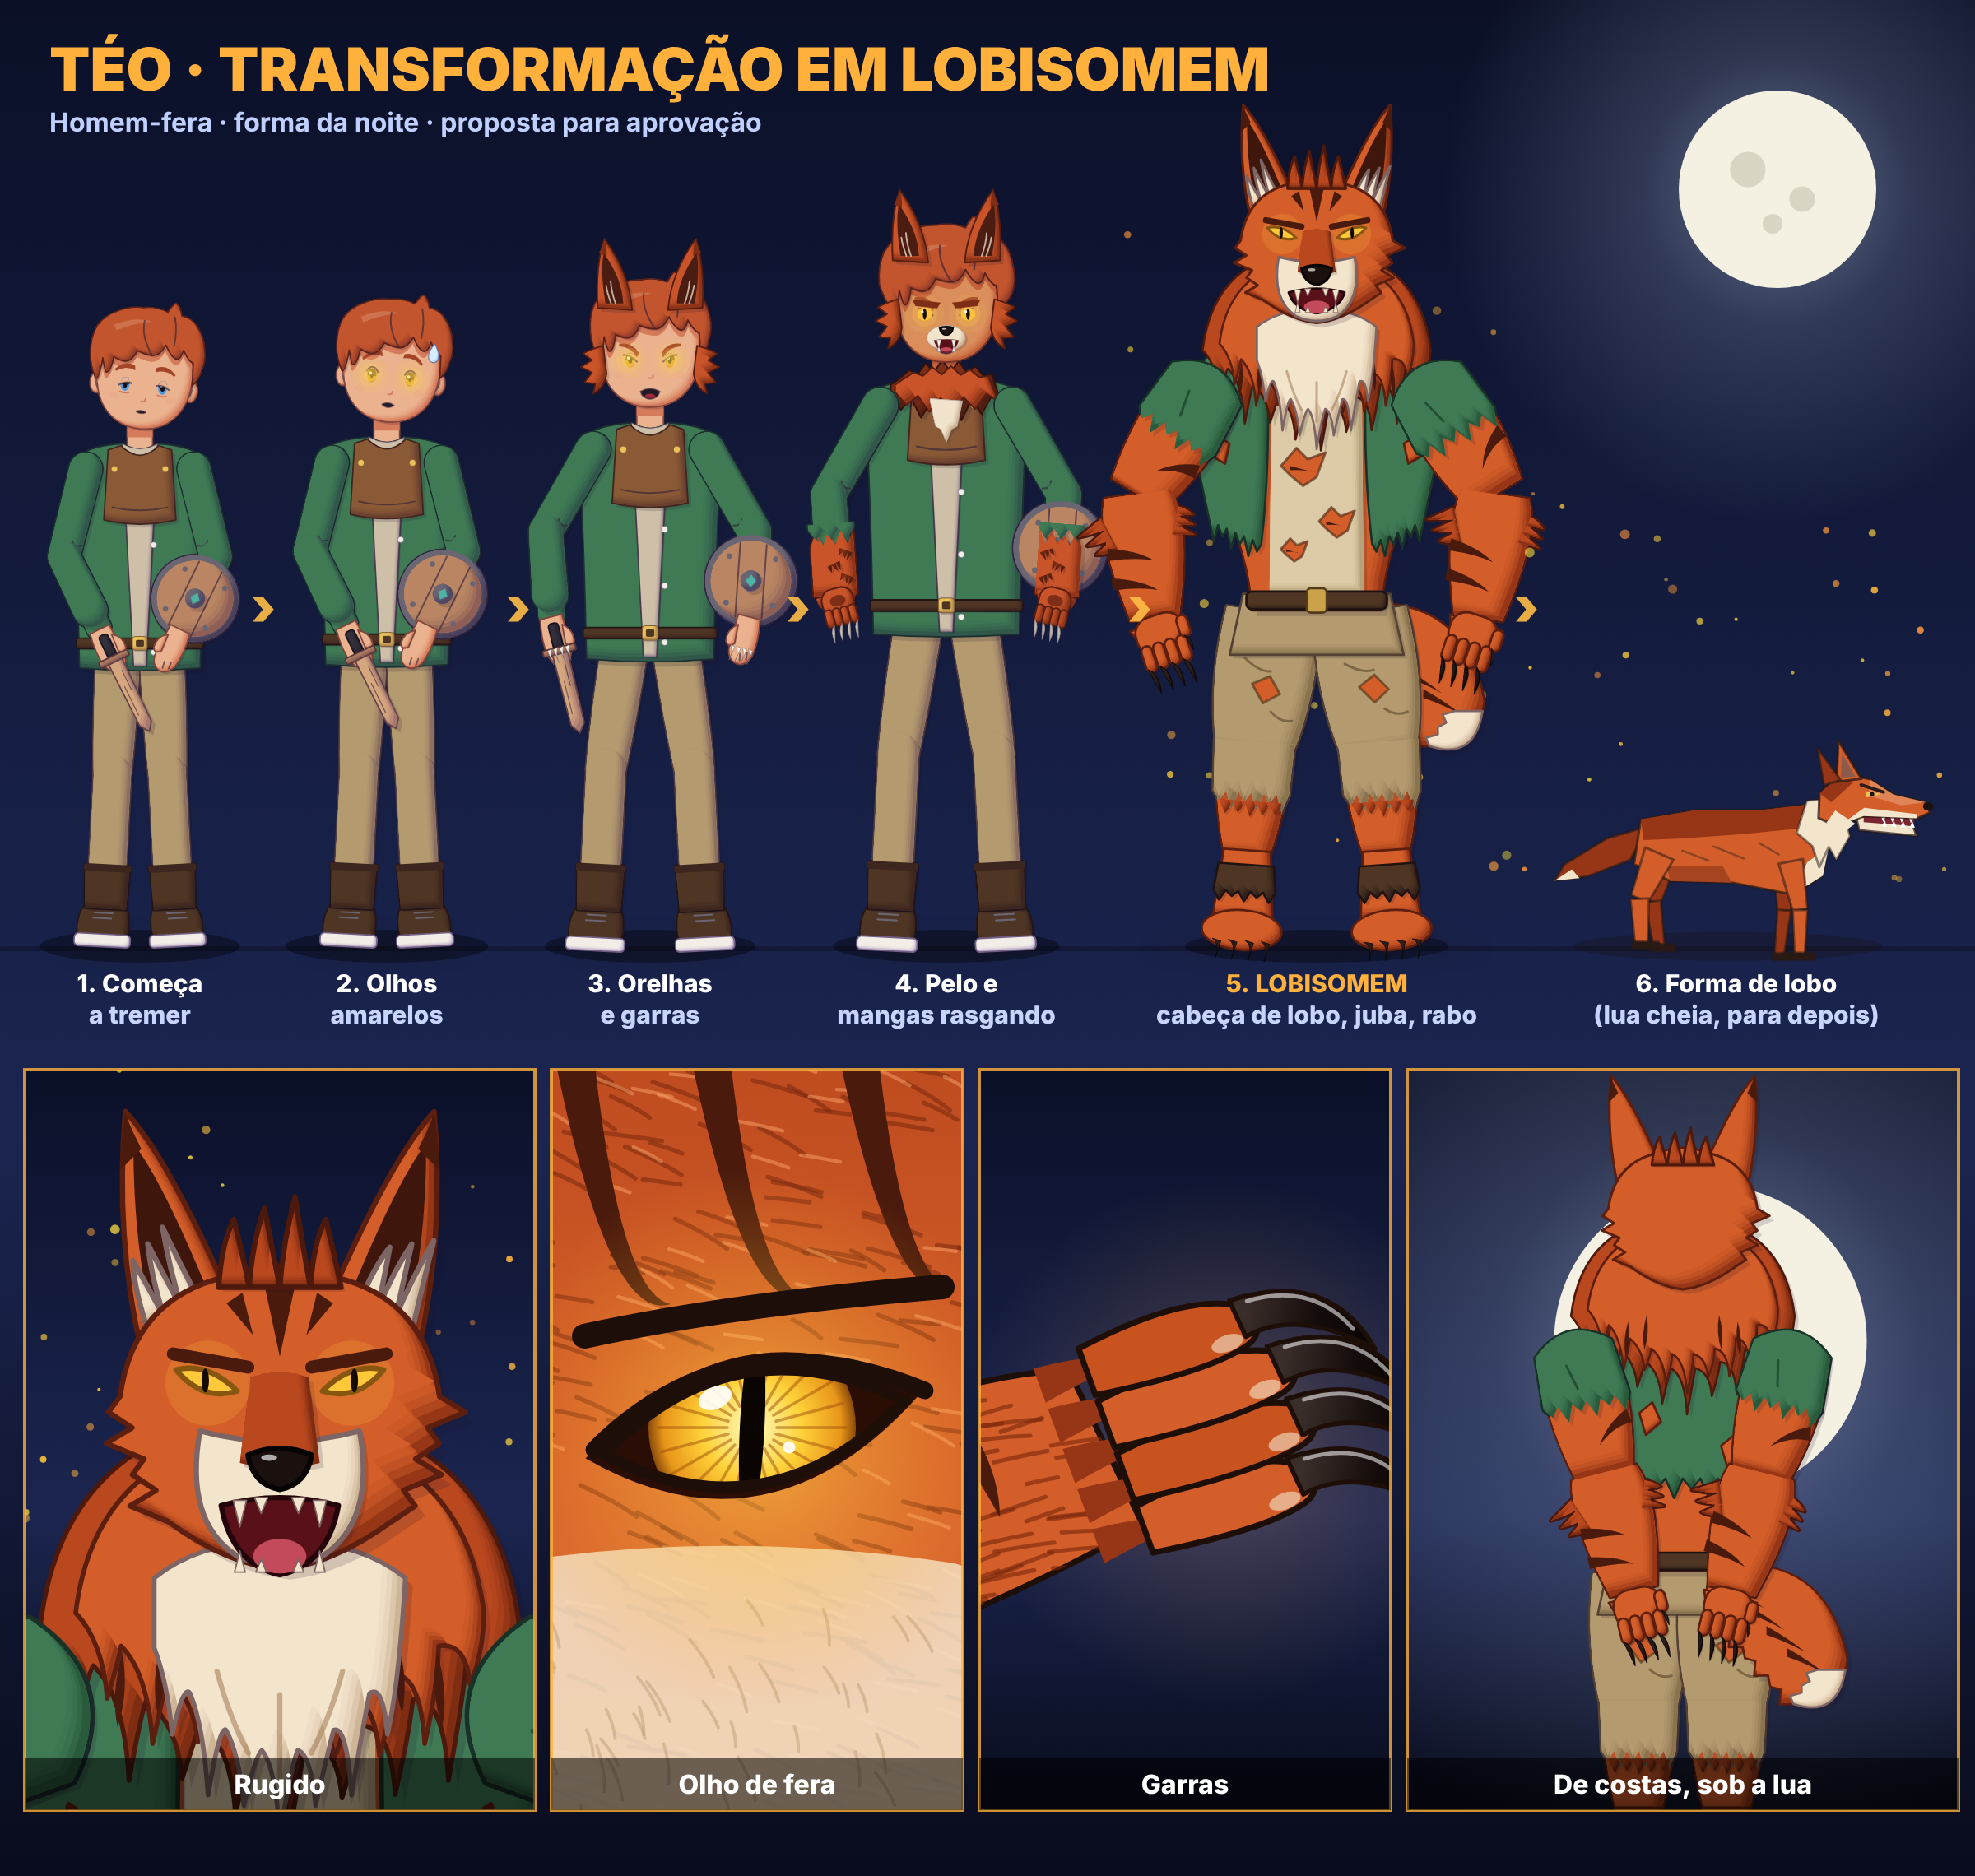 TÉO · TRANSFORMAÇÃO EM LOBISOMEM
Homem-fera · forma da noite · proposta para aprovação
1. Começa
a tremer
2. Olhos
amarelos
3. Orelhas
e garras
4. Pelo e
mangas rasgando
5. LOBISOMEM
cabeça de lobo, juba, rabo
6. Forma de lobo
(lua cheia, para depois)
Rugido
Olho de fera
Garras
De costas, sob a lua